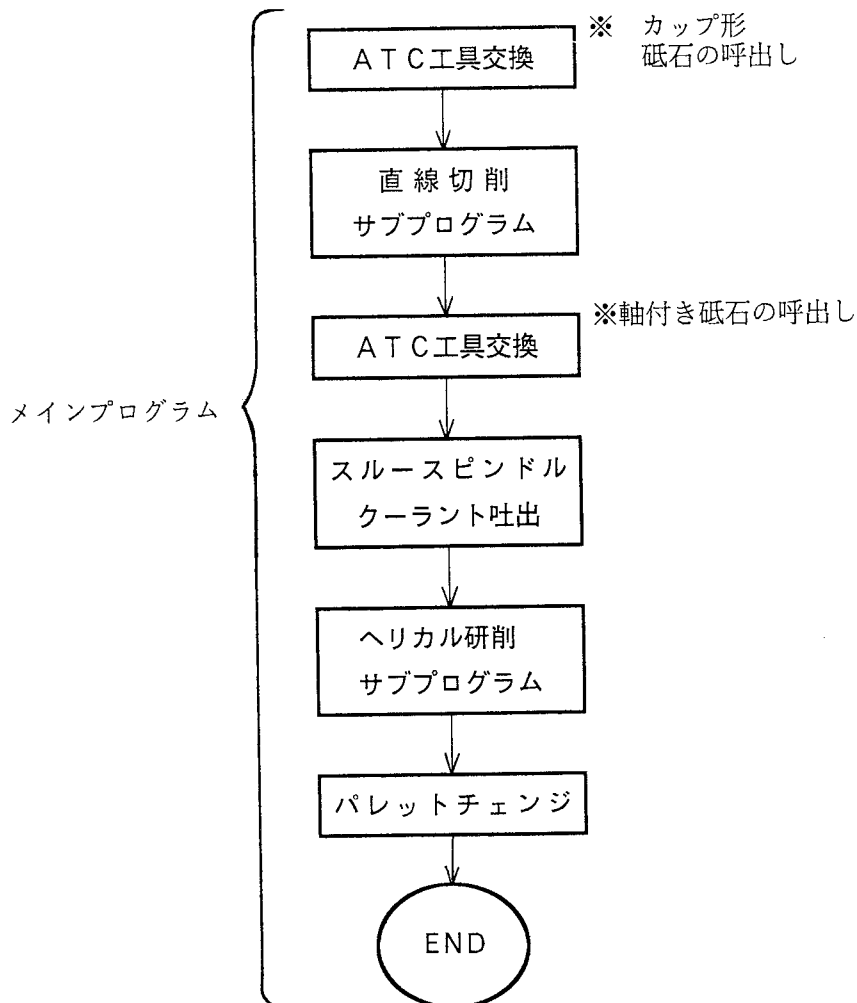 ATC工具交換
※ カップ形
砥石の呼出し
直線切削
サブプログラム
ATC工具交換
※軸付き砥石の呼出し
メインプログラム
スルースピンドル
クーラント吐出
ヘリカル研削
サブプログラム
パレットチェンジ
END